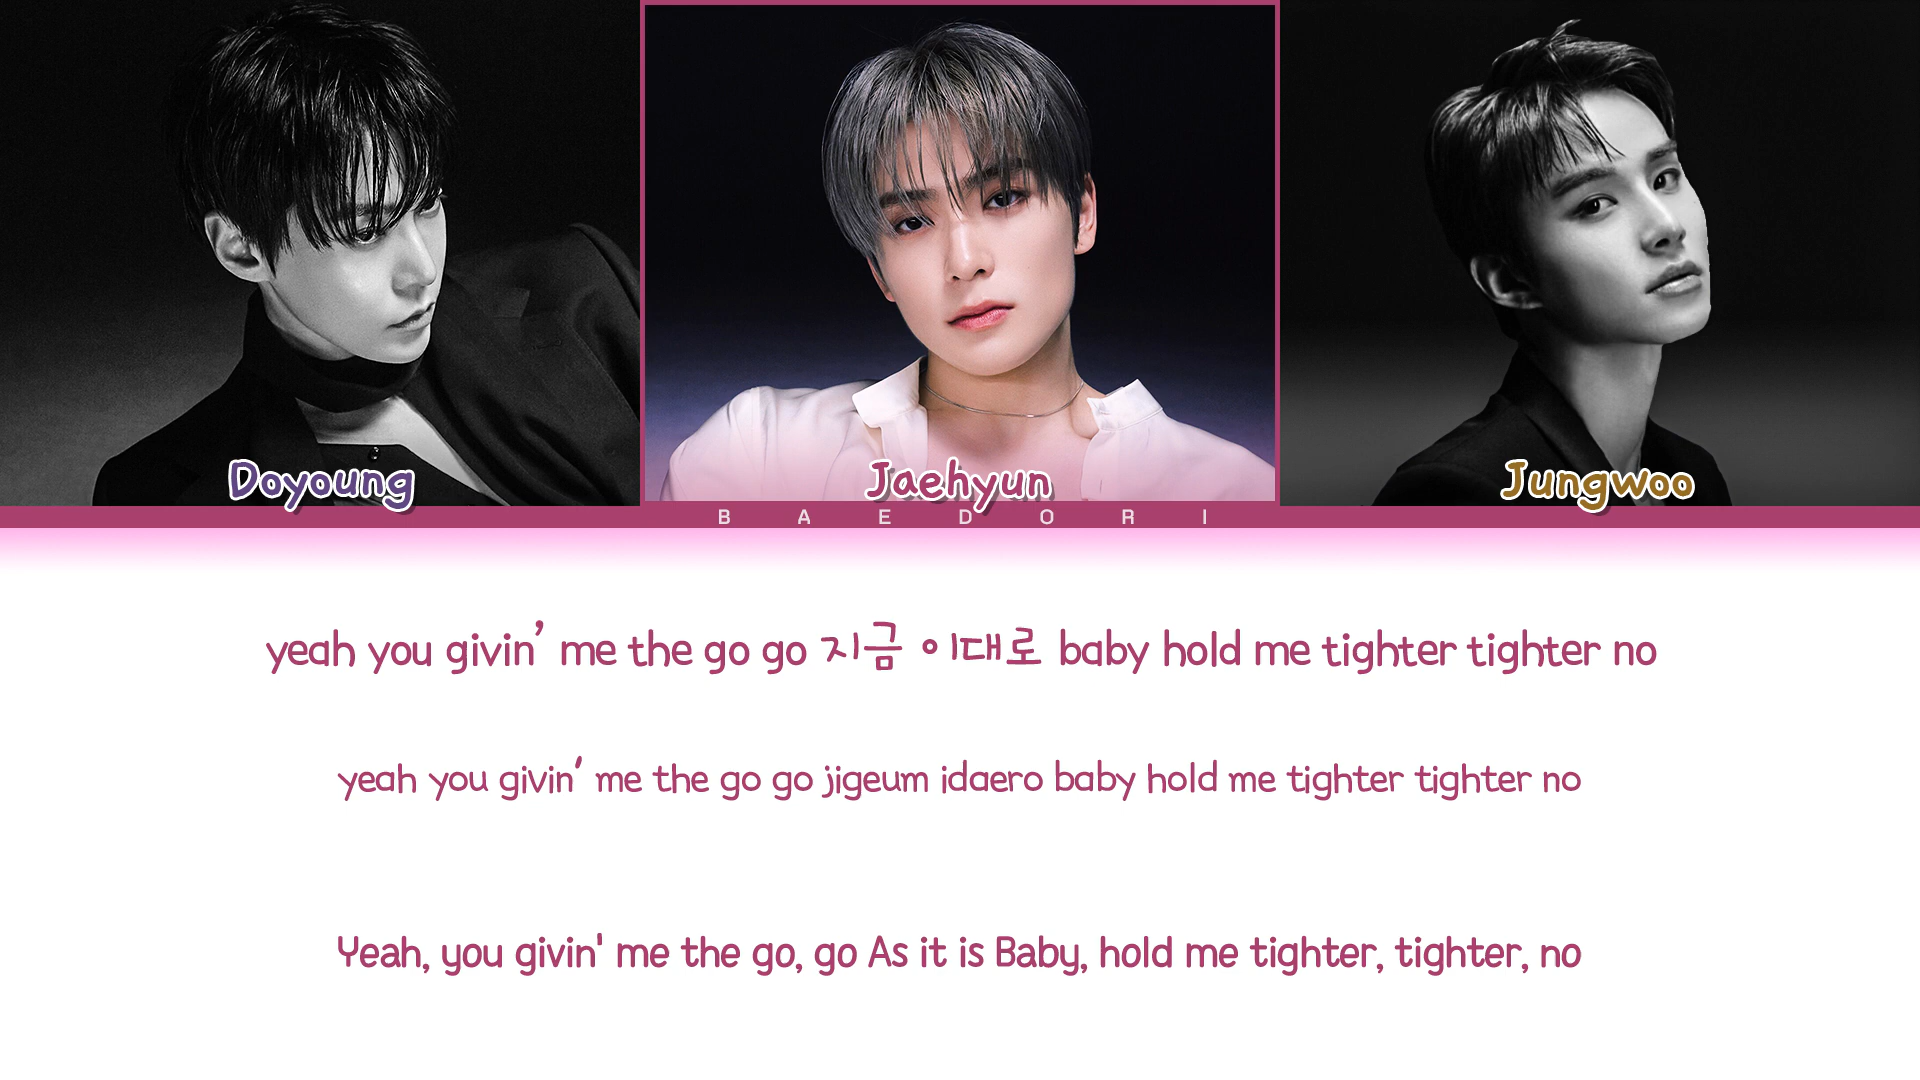 Doyoung
Jaehyun
Jungwoo
BAEDORI
yeah you givin’ me the go go 지금 이대로 baby hold me tighter tighter no
yeah you givin’ me the go go jigeum idaero baby hold me tighter tighter no
Yeah, you givin' me the go, go As it is Baby, hold me tighter, tighter, no